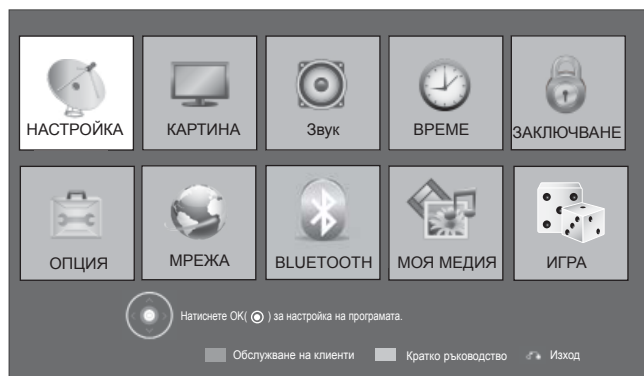 НАСТРОЙКА КАРТИНА Звук ВРЕМЕ ЗАКЛЮЧВАНЕ
ОПЦИЯ МРЕЖА BLUETOOTH МОЯ МЕДИЯ ИГРА
Натиснете OK( ) за настройка на програмата.
Обслужване на клиенти Кратко ръководство Изход